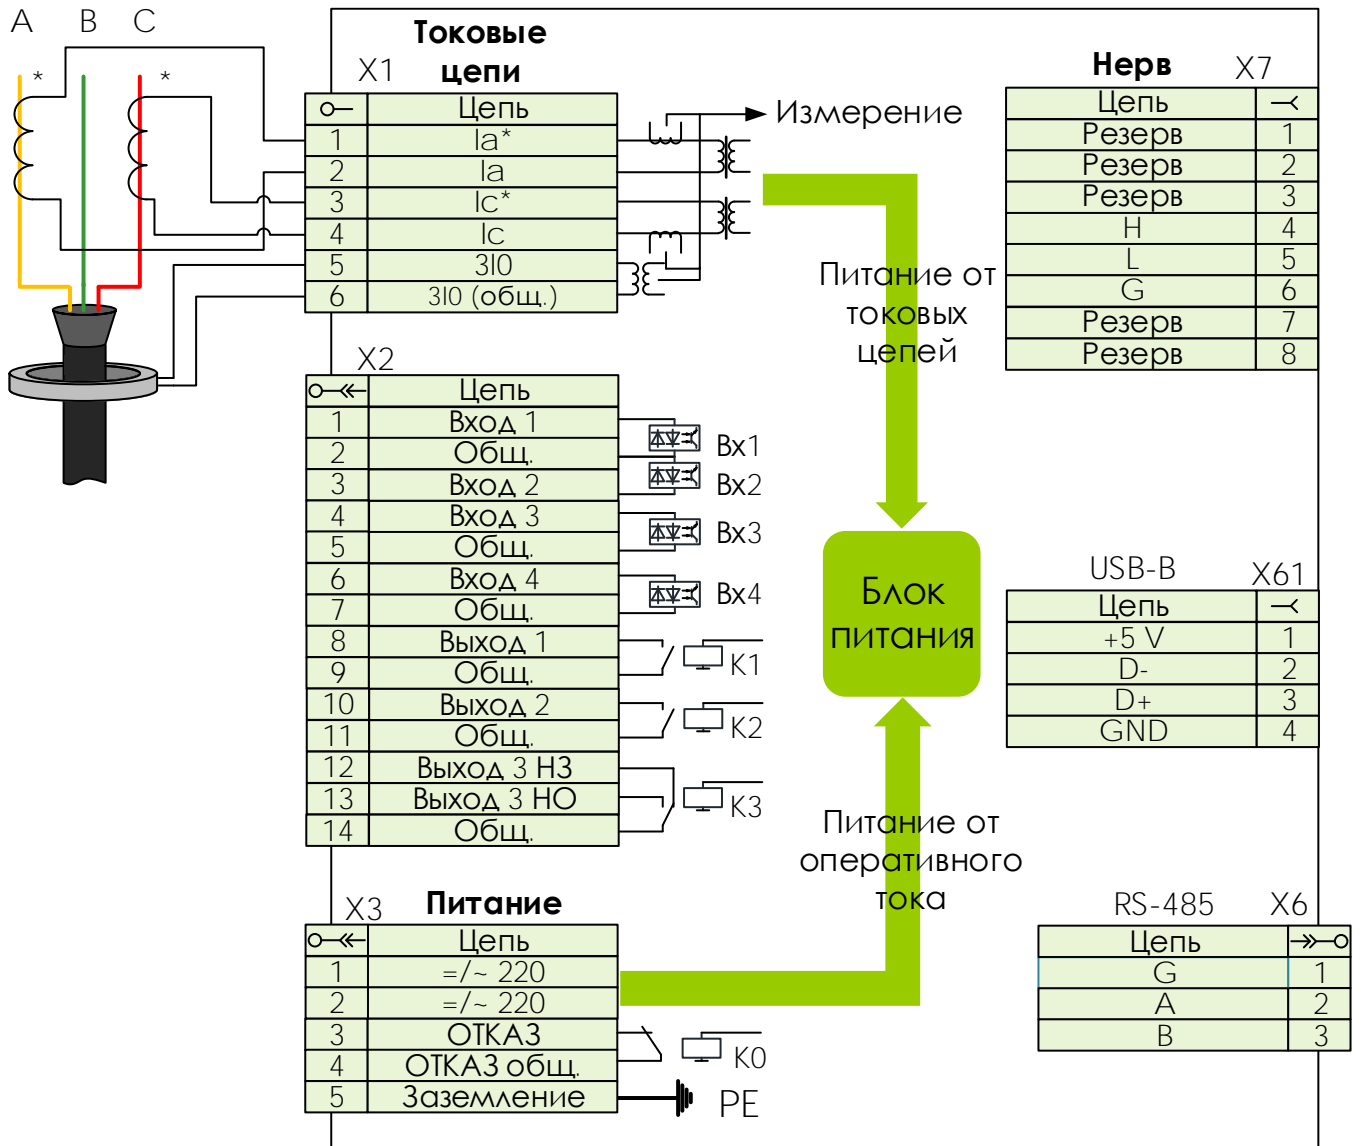 A B C
* *
Токовые
цепи
X1
Цепь
1 Ia*
2 Ia
3 Ic*
4 Ic
5 3I0
6 3I0 (общ.)
Измерение
X2
Цепь
1 Вход 1
2 Общ.
3 Вход 2
4 Вход 3
5 Общ.
6 Вход 4
7 Общ.
8 Выход 1
9 Общ.
10 Выход 2
11 Общ.
12 Выход 3 НЗ
13 Выход 3 НО
14 Общ.
Вх1
Вх2
Вх3
Вх4
K1
K2
K3
X3
Питание
Цепь
1 =/~ 220
2 =/~ 220
3 ОТКАЗ
4 ОТКАЗ общ.
5 Заземление
K0
PE
Питание от
токовых
цепей
Блок
питания
Питание от
оперативного
тока
Нерв
X7
Цепь
Резерв 1
Резерв 2
Резерв 3
H 4
L 5
G 6
Резерв 7
Резерв 8
USB-B
X61
Цепь
+5 V 1
D- 2
D+ 3
GND 4
RS-485
X6
Цепь
G 1
A 2
B 3